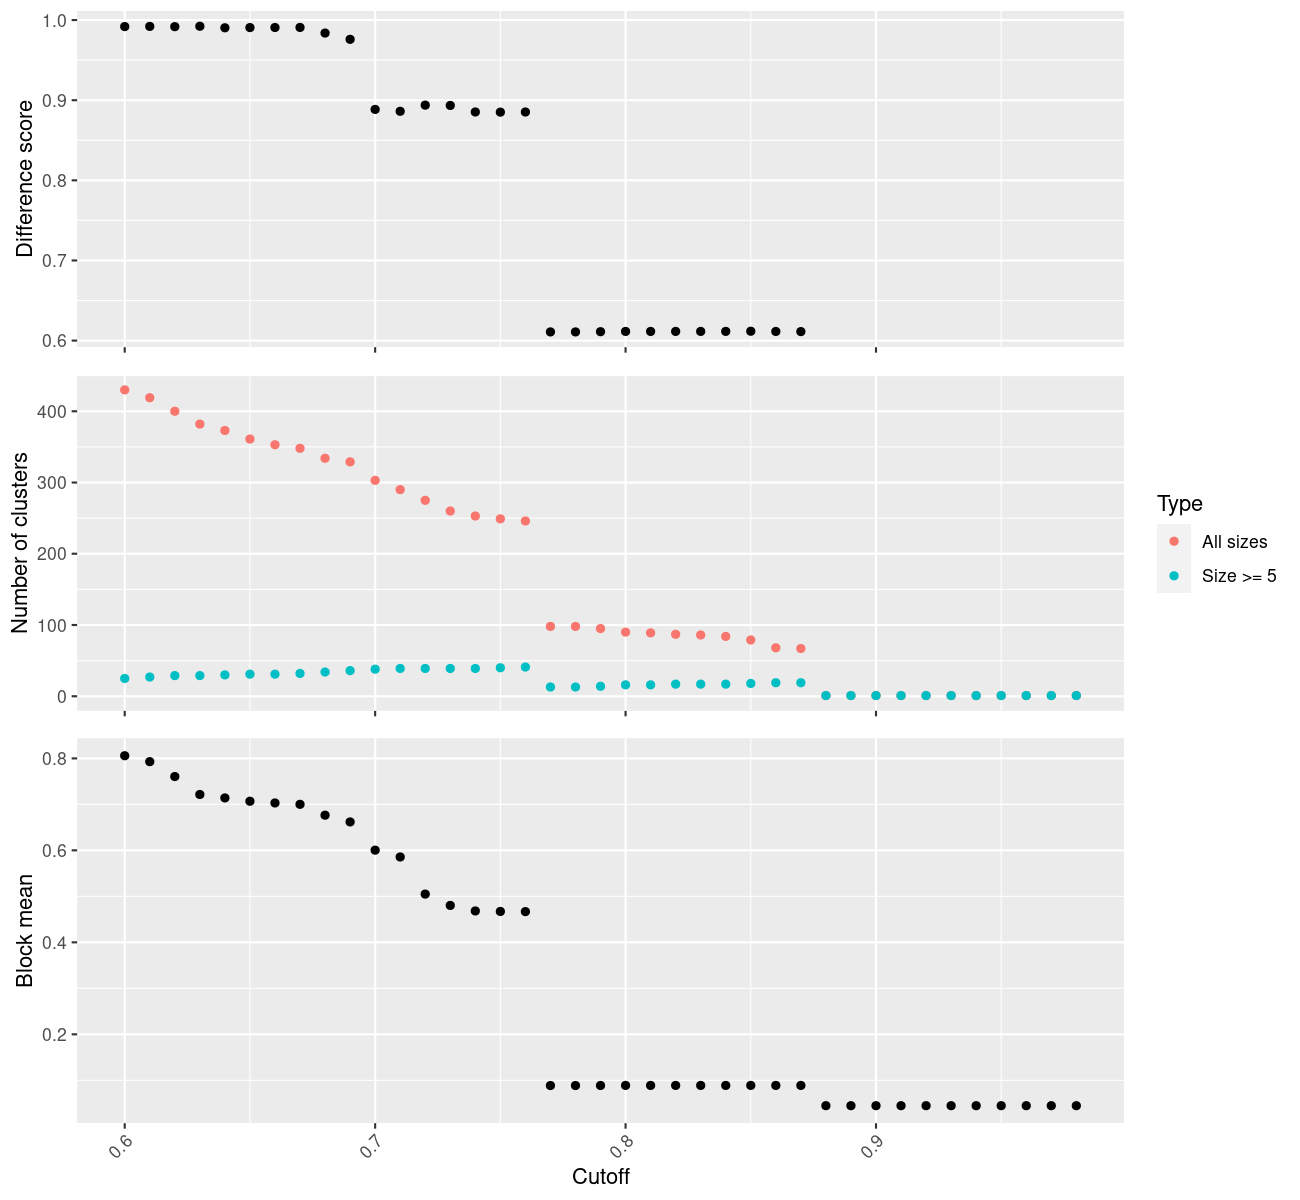 1.0
0.9
0.8
0.7
0.6
Difference score
400
300
200
100
0
Number of clusters
Type
All sizes
Size >= 5
0.8
0.6
0.4
0.2
Block mean
0.6
0.7
0.8
0.9
Cutoff